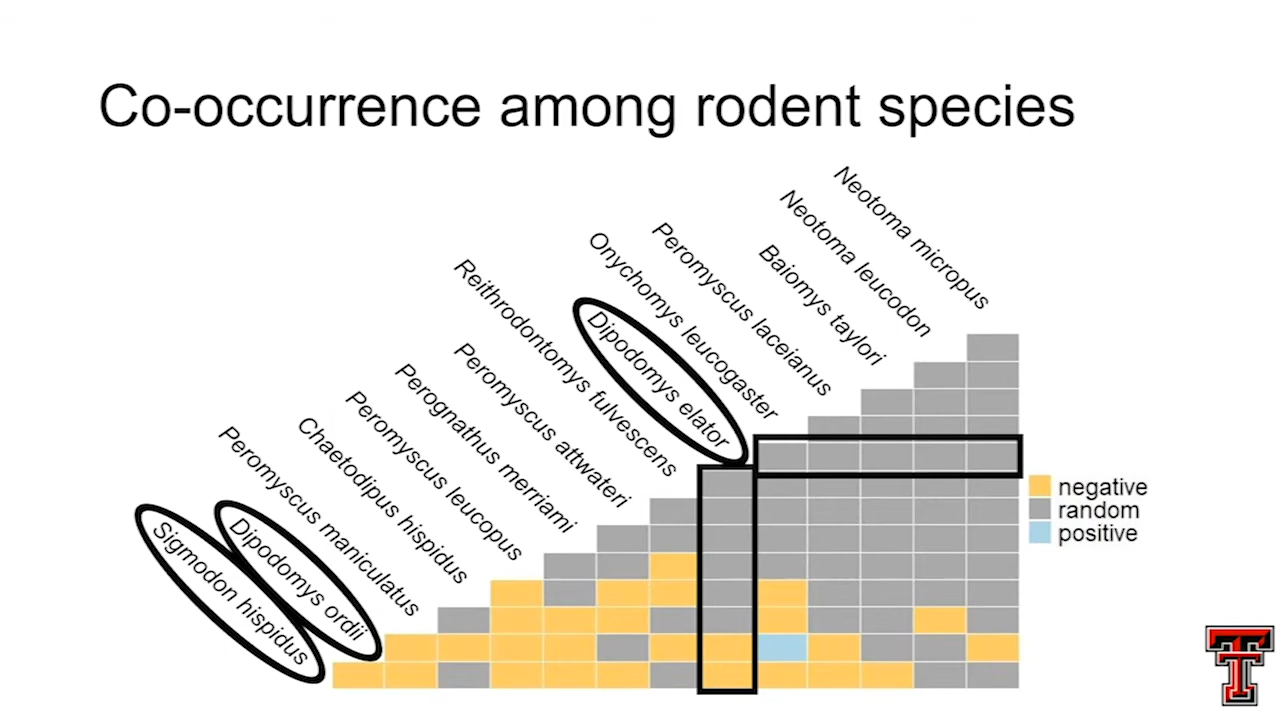 Co-occurrence among rodent species
Neotoma micropus
Neotoma leucodon
Baiomys taylori
Peromyscus laceianus
Onychomys leucogaster
Dipodomys elator
Reithrodontomys fulvescens
Peromyscus attwateri
Perognathus merriami
Peromyscus leucopus
Chaetodipus hispidus
Peromyscus maniculatus
Dipodomys ordii
Sigmodon hispidus
negative
random
positive